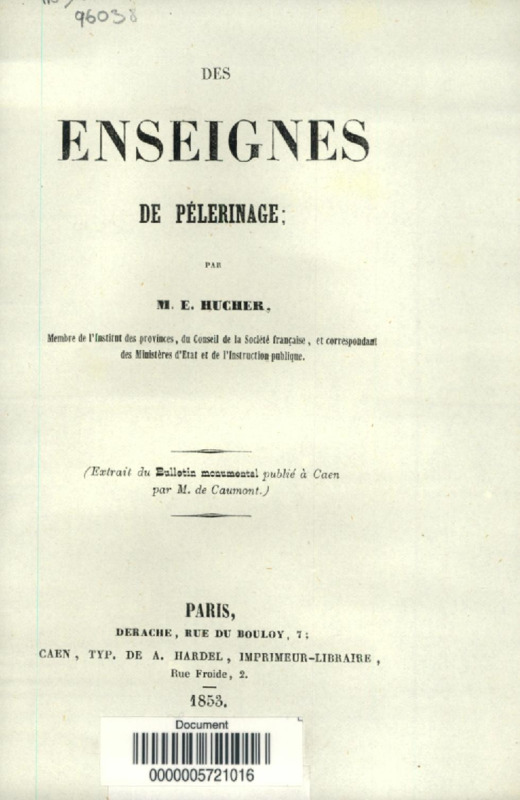 96038
DES
ENSEIGNES
DE PÉLERINAGE;
PAR
M. E. HUCHER,
Membre de l'Institut des provinces, du Conseil de la Société française, et correspondant
des Ministères d'Etat et de l'Instruction publique.
(Extrait du Bulletin monumental publié à Caen
par M. de Caumont.)
PARIS,
DERACHE, RUE DU BOULOY, 7;
CAEN, TYP. DE A. HARDEL, IMPRIMEUR-LIBRAIRE,
Rue Froide, 2.
1853.
Document
0000005721016